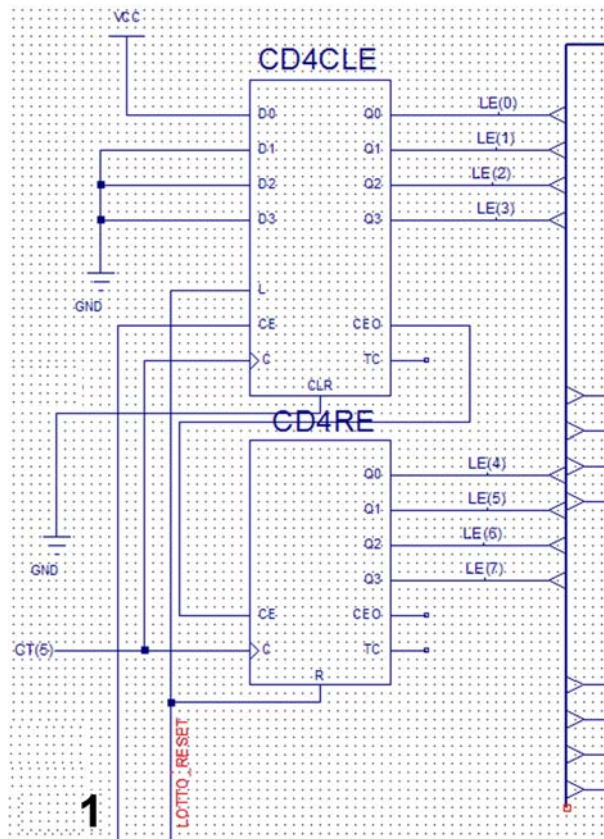 VCC
CD4CLE
D0 Q0 LE(0)
D1 Q1 LE(1)
D2 Q2 LE(2)
D3 Q3 LE(3)
GND
L
CE CEO
C TC
CLR
CD4RE
Q0 LE(4)
Q1 LE(5)
Q2 LE(6)
GND
Q3 LE(7)
CE CEO
CT(5) C TC
R
LOTTO_RESET
1